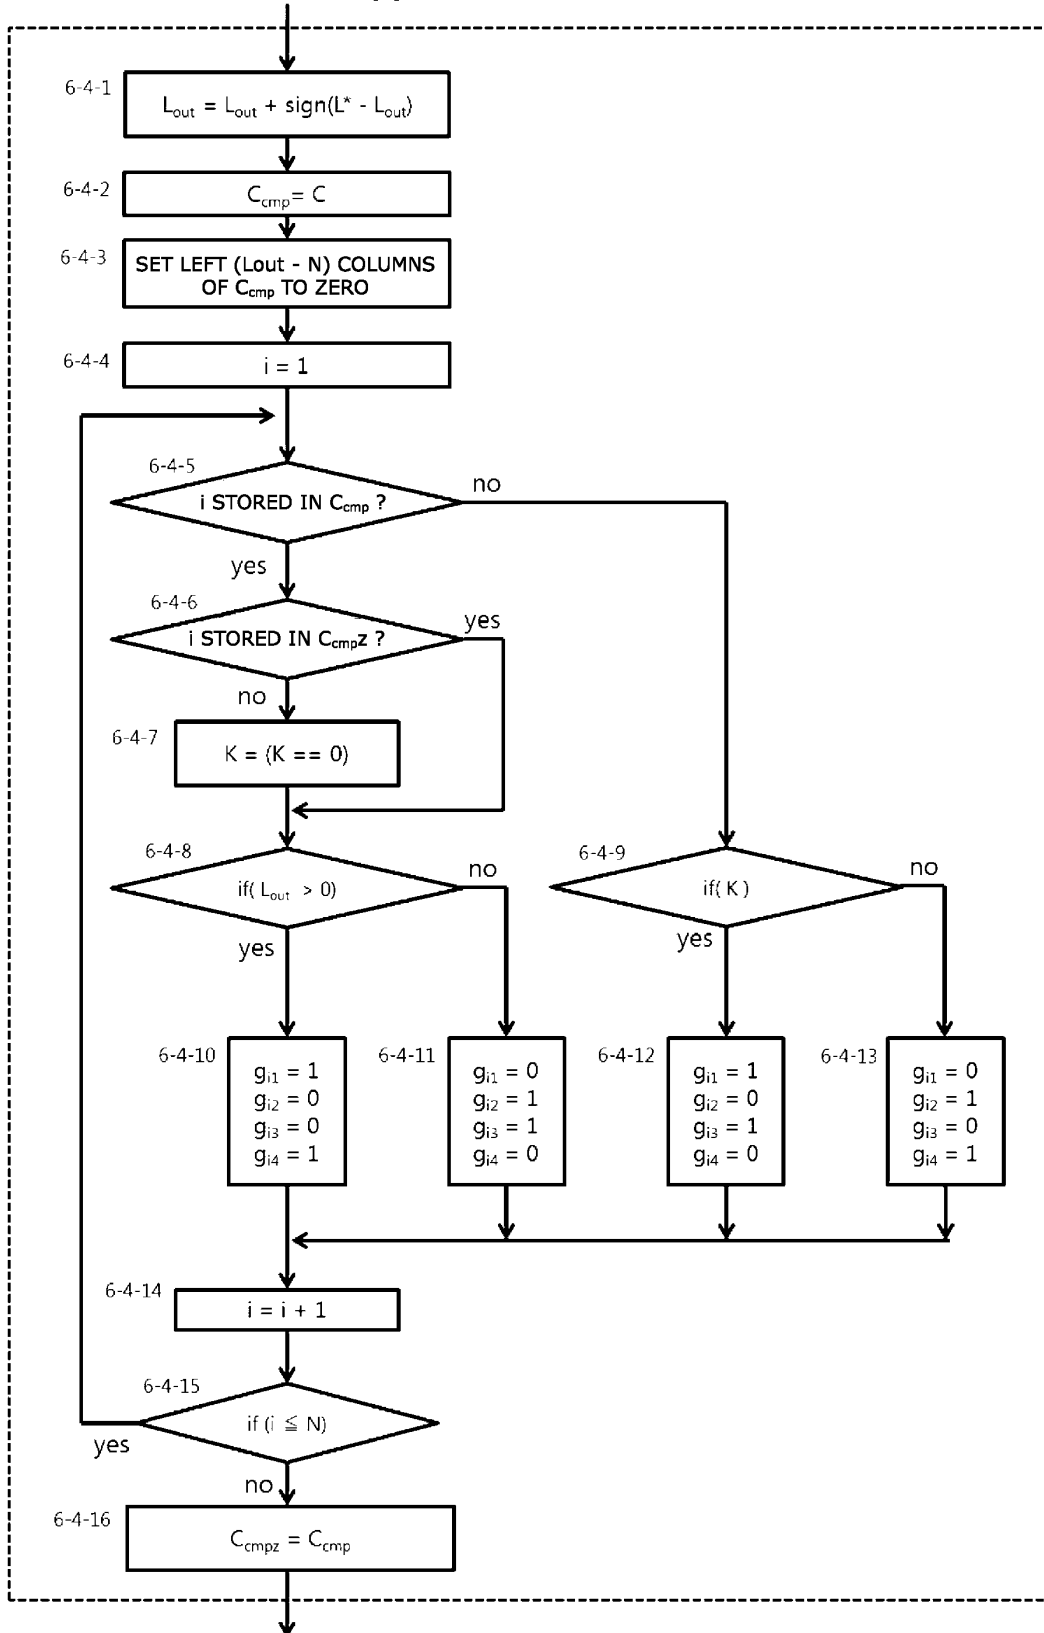 6-4-1
L_out = L_out + sign(L* - L_out)
6-4-2
C_cmp = C
6-4-3
SET LEFT (Lout - N) COLUMNS
OF C_cmp TO ZERO
6-4-4
i = 1
6-4-5
i STORED IN C_cmp ?
no
yes
6-4-6
i STORED IN C_cmpz ?
yes
no
6-4-7
K = (K == 0)
6-4-8
if( L_out > 0)
no
yes
6-4-9
if( K )
no
yes
6-4-10
g_i1 = 1
g_i2 = 0
g_i3 = 0
g_i4 = 1
6-4-11
g_i1 = 0
g_i2 = 1
g_i3 = 1
g_i4 = 0
6-4-12
g_i1 = 1
g_i2 = 0
g_i3 = 1
g_i4 = 0
6-4-13
g_i1 = 0
g_i2 = 1
g_i3 = 0
g_i4 = 1
6-4-14
i = i + 1
6-4-15
if (i ≦ N)
yes
no
6-4-16
C_cmpz = C_cmp